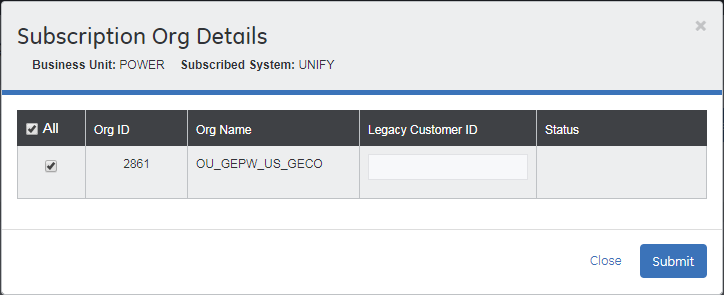 Subscription Org Details
Business Unit: POWER Subscribed System: UNIFY
All Org ID Org Name Legacy Customer ID Status
2861 OU_GEPW_US_GECO
Close Submit